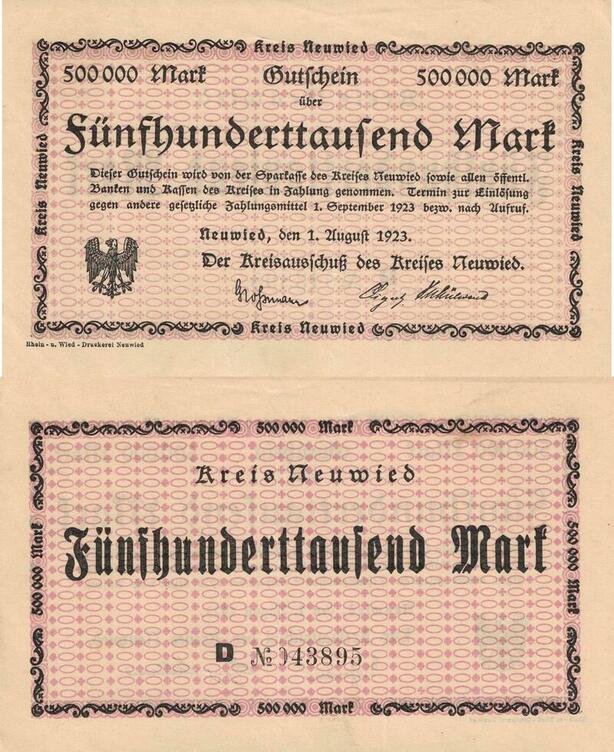 Kreis Neuwied
500 000 Mark Gutschein 500 000 Mark
über
Fünfhunderttausend Mark
Dieser Gutschein wird von der Sparkasse des Kreises Neuwied sowie allen öffentl.
Banken und Kassen des Kreises in Zahlung genommen. Termin zur Einlösung
gegen andere gesetzliche Zahlungsmittel 1. September 1923 bezw. nach Aufruf.
Neuwied, den 1. August 1923.
Der Kreisausschuß des Kreises Neuwied.
Großmann
Kreis Neuwied
Kreis Neuwied
Kreis Neuwied
Rhein- u. Wied - Druckerei Neuwied
500 000 Mark
Kreis Neuwied
Fünfhunderttausend Mark
500 000 Mark
500 000 Mark
D № 043895
500 000 Mark